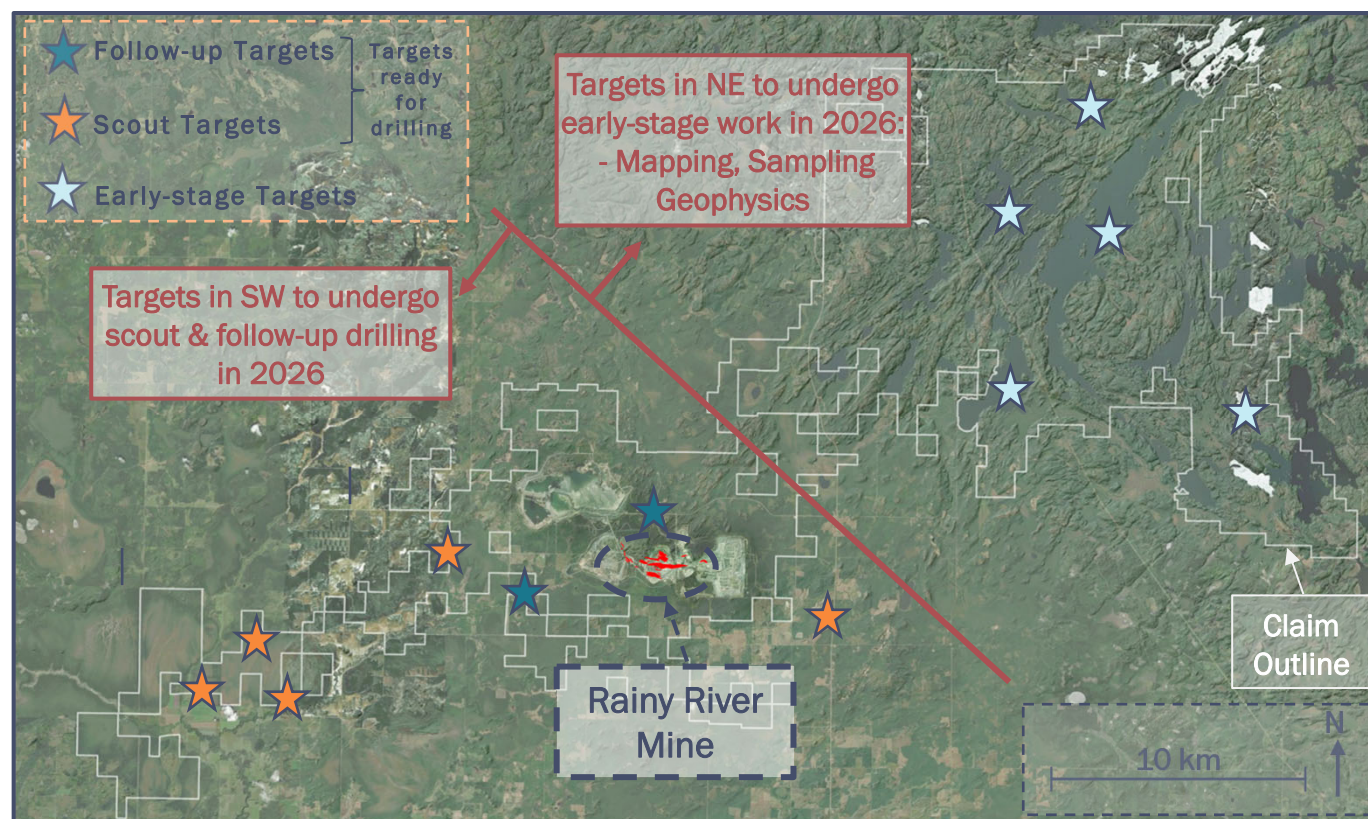 Follow-up Targets
Scout Targets
Early-stage Targets
Targets
ready
for
drilling
Targets in NE to undergo
early-stage work in 2026:
- Mapping, Sampling
Geophysics
Targets in SW to undergo
scout & follow-up drilling
in 2026
Rainy River
Mine
Claim
Outline
10 km
N